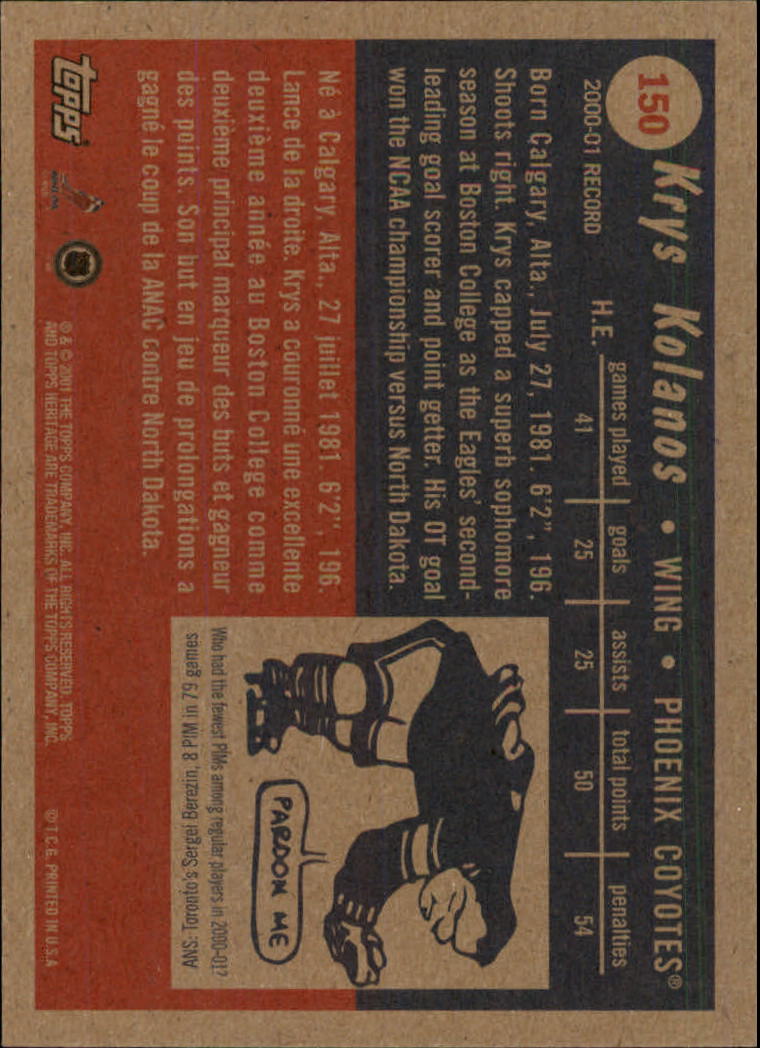 150
Krys Kolanos • WING • PHOENIX COYOTES®
2000-01 RECORD
games played goals assists total points penalties
H.E. 41 25 25 50 54
Born Calgary, Alta., July 27, 1981. 6'2", 196.
Shoots right. Krys capped a superb sophomore
season at Boston College as the Eagles' second-
leading goal scorer and point getter. His OT goal
won the NCAA championship versus North Dakota.
Né à Calgary, Alta., 27 juillet 1981. 6'2", 196.
Lance de la droite. Krys a couronné une excellente
deuxième année au Boston College comme
deuxième principal marqueur des buts et gagneur
des points. Son but en jeu de prolongations a
gagné le coup de la ANAC contre North Dakota.
PARDON ME
Who had the fewest PIMs among regular players in 2000-01?
ANS: Toronto's Sergei Berezin, 8 PIM in 79 games
Topps
® & © 2001 THE TOPPS COMPANY, INC. ALL RIGHTS RESERVED. TOPPS
AND TOPPS HERITAGE ARE TRADEMARKS OF THE TOPPS COMPANY, INC.
© T.C.G. PRINTED IN U.S.A